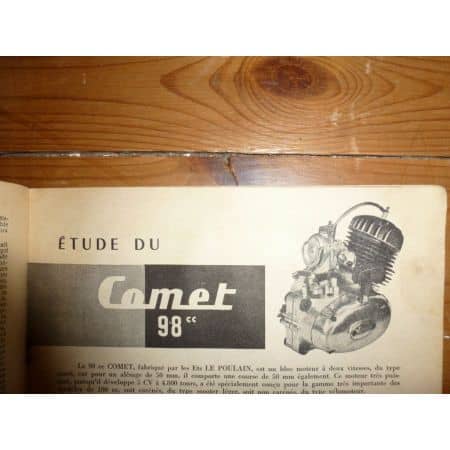 ÉTUDE DU
Comet
98 cc
Le 98 cc COMET, fabriqué par les Ets LE POULAIN, est un bloc moteur à deux vitesses, du type
carré, car pour un alésage de 50 mm, il comporte une course de 50 mm également. Ce moteur très puis-
sant, puisqu'il développe 5 CV à 4.800 tours, a été spécialement conçu pour la gamme très importante des
cycles de 100 cc, soit carénés, du type scooter léger, soit non carénés, du type vélomoteur.